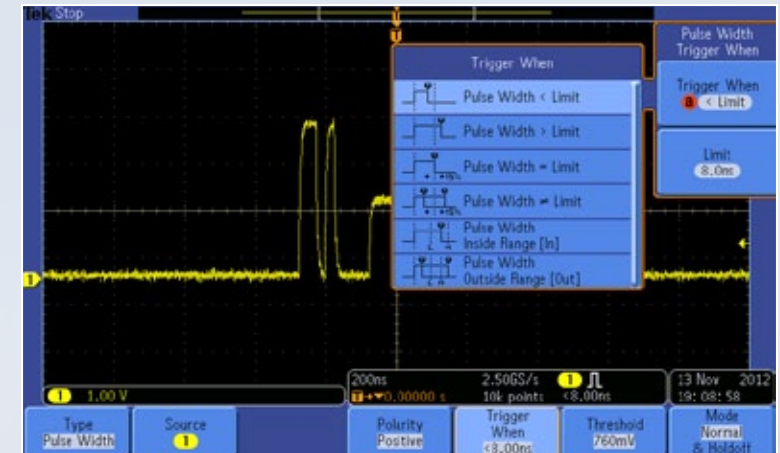 Tek Stop
Pulse Width
Trigger When
Trigger When
a < Limit
Limit
8.0ns
Trigger When
Pulse Width < Limit
Pulse Width > Limit
Pulse Width = Limit
Pulse Width ≠ Limit
Pulse Width
Inside Range [In]
Pulse Width
Outside Range [Out]
1
1 1.00 V
200ns
0.00000 s
2.50GS/s
10k points
1
<8.00ns
13 Nov 2012
19:08:58
Type
Pulse Width
Source
1
Polarity
Positive
Trigger
When
<8.00ns
Threshold
760mV
Mode
Normal
& Holdoff